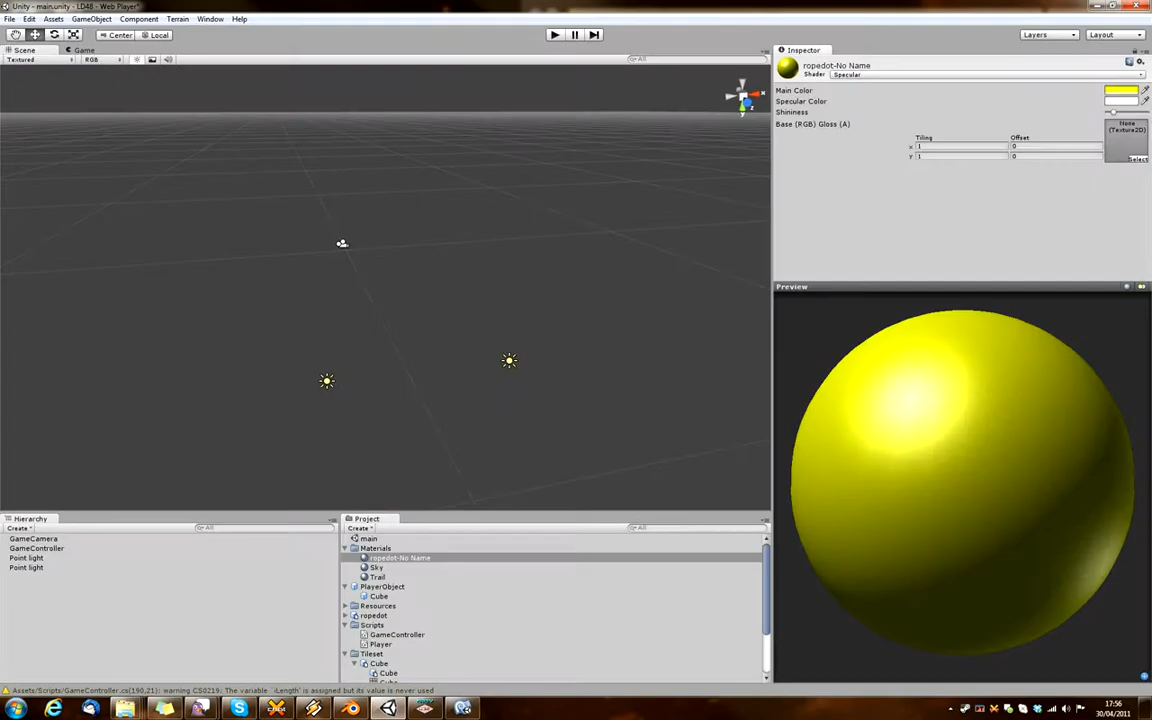 Unity - main.unity - LD48 - Web Player*
File Edit Assets GameObject Component Terrain Window Help
Center Local Layers Layout
Scene Game
Textured RGB All
Inspector
ropedot-No Name
Shader Specular
Main Color
Specular Color
Shininess
Base (RGB) Gloss (A)
None
(Texture2D)
Tiling Offset
x 1 0
y 1 0
Select
z
y
Preview
Hierarchy
Create All
GameCamera
GameController
Point light
Point light
Project
Create All
main
Materials
ropedot-No Name
Sky
Trail
PlayerObject
Cube
Resources
ropedot
Scripts
GameController
Player
Tileset
Cube
Cube
Assets/Scripts/GameController.cs(190,21): warning CS0219: The variable `iLength' is assigned but its value is never used
17:56
30/04/2011